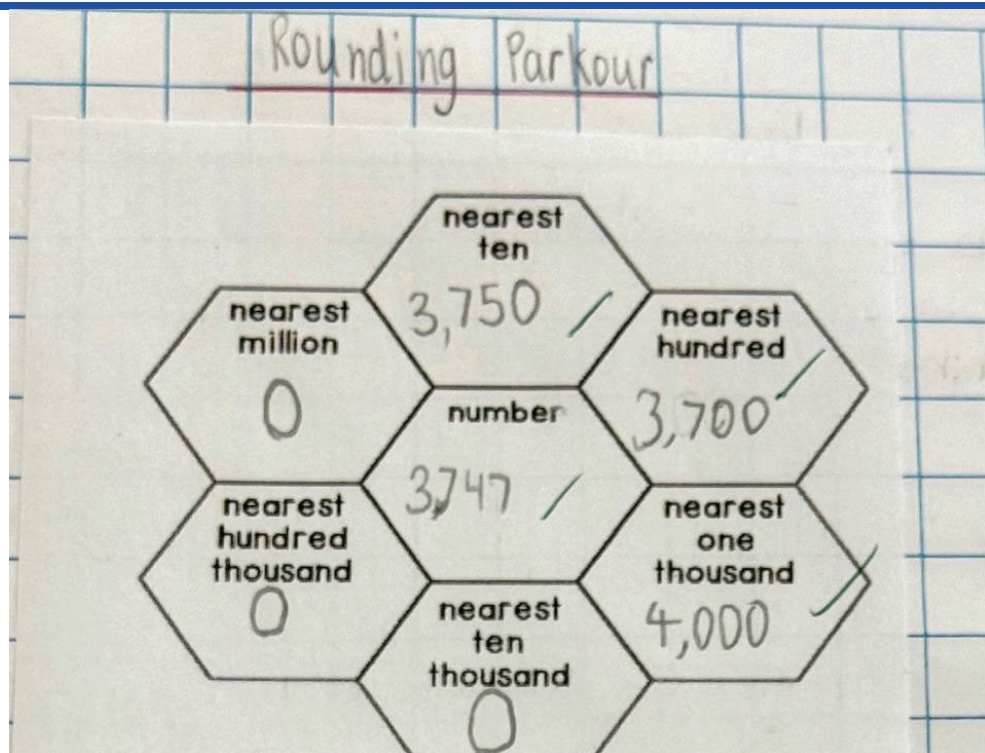 Rounding Parkour
nearest
ten
3,750
nearest
million
0
nearest
hundred
3,700
number
3,747
nearest
hundred
thousand
0
nearest
one
thousand
4,000
nearest
ten
thousand
0